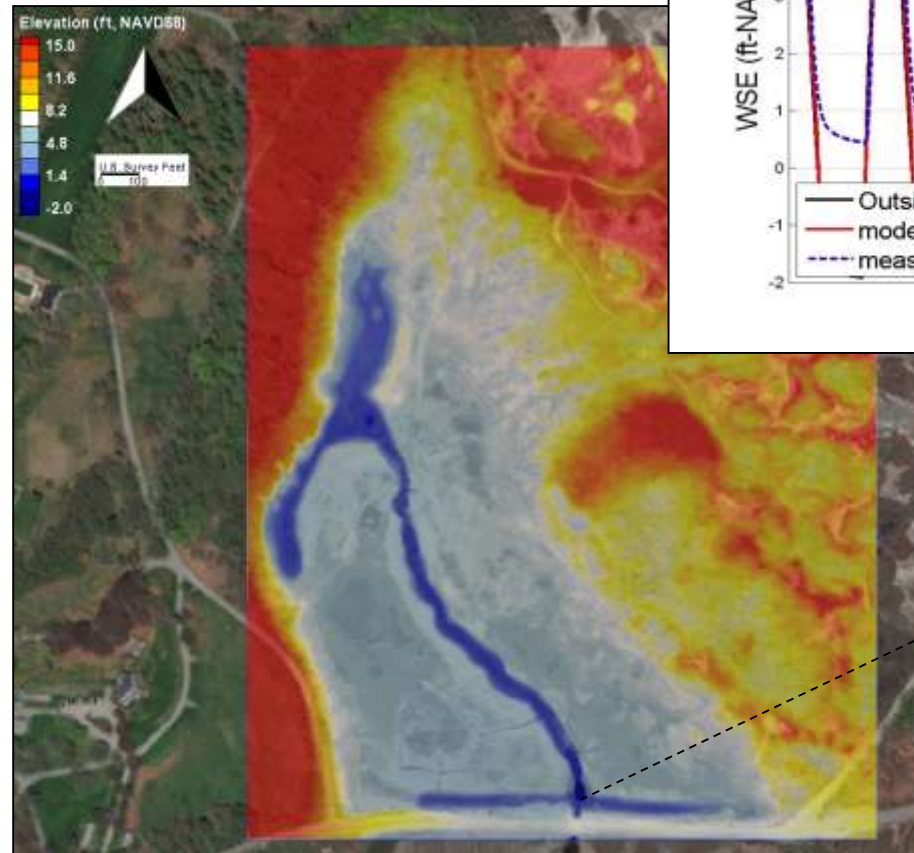 Elevation (ft, NAVD88)
15.0
11.6
8.2
4.8
1.4
-2.0
U.S. Survey Feet
0
WSE (ft-NA
2
1
0
-1
-2
Outs
mode
meas